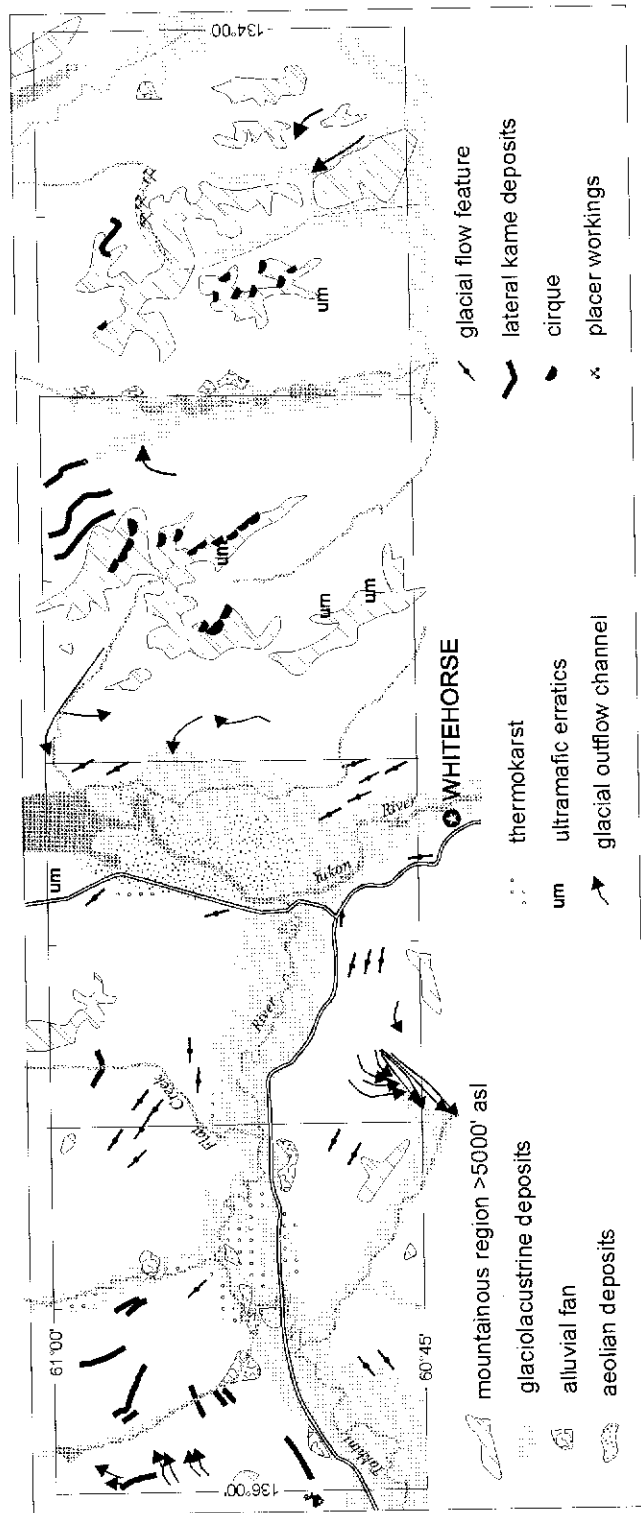 61°00'
136°00'
134°00'
60°45'
um
um
um
um
um
Flat
Creek
River
Takhini
Yukon
River
WHITEHORSE
mountainous region >5000' asl
glaciolacustrine deposits
alluvial fan
aeolian deposits
thermokarst
um ultramafic erratics
glacial outflow channel
glacial flow feature
lateral kame deposits
cirque
placer workings